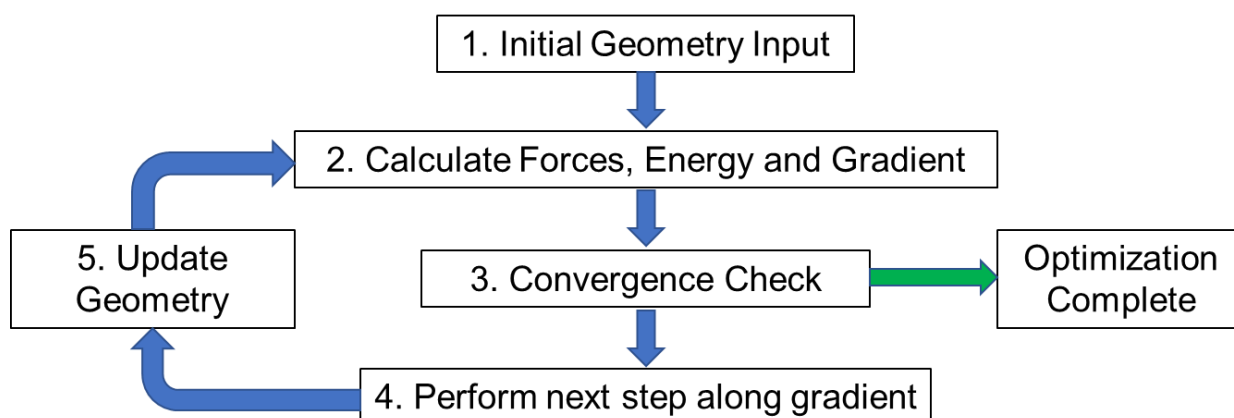 1. Initial Geometry Input
2. Calculate Forces, Energy and Gradient
3. Convergence Check
Optimization
Complete
4. Perform next step along gradient
5. Update
Geometry